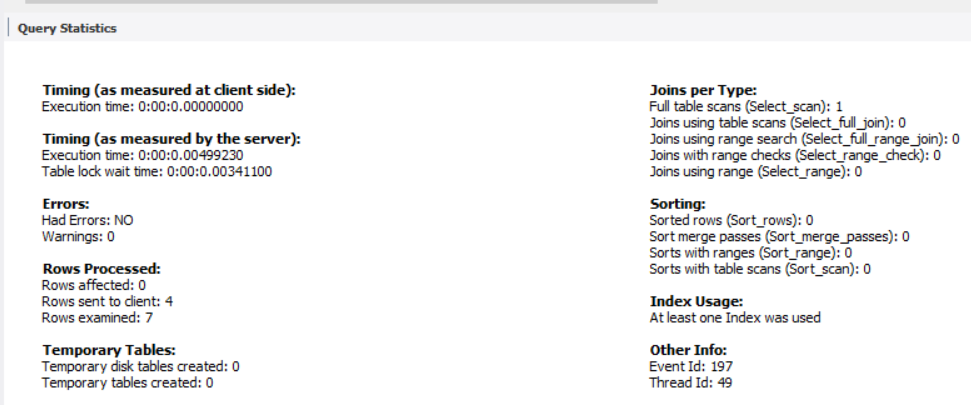 Query Statistics
Timing (as measured at client side):
Execution time: 0:00:0.00000000
Timing (as measured by the server):
Execution time: 0:00:0.00499230
Table lock wait time: 0:00:0.00341100
Errors:
Had Errors: NO
Warnings: 0
Rows Processed:
Rows affected: 0
Rows sent to client: 4
Rows examined: 7
Temporary Tables:
Temporary disk tables created: 0
Temporary tables created: 0
Joins per Type:
Full table scans (Select_scan): 1
Joins using table scans (Select_full_join): 0
Joins using range search (Select_full_range_join): 0
Joins with range checks (Select_range_check): 0
Joins using range (Select_range): 0
Sorting:
Sorted rows (Sort_rows): 0
Sort merge passes (Sort_merge_passes): 0
Sorts with ranges (Sort_range): 0
Sorts with table scans (Sort_scan): 0
Index Usage:
At least one Index was used
Other Info:
Event Id: 197
Thread Id: 49